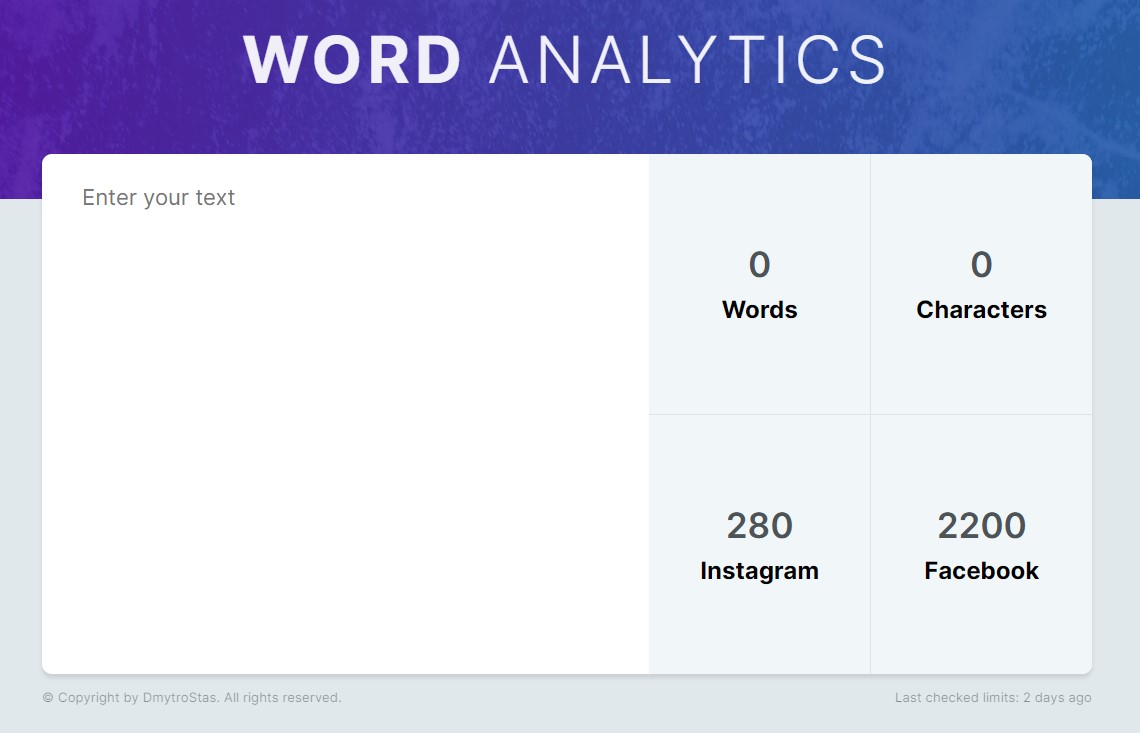 WORD ANALYTICS
Enter your text
0
Words
0
Characters
280
Instagram
2200
Facebook
© Copyright by DmytroStas. All rights reserved.
Last checked limits: 2 days ago